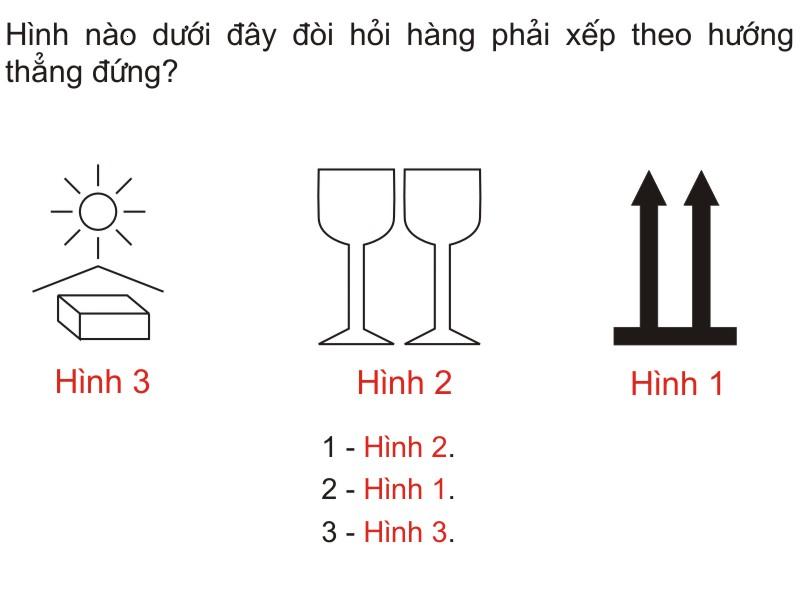 Hình nào dưới đây đòi hỏi hàng phải xếp theo hướng
thẳng đứng?
Hình 3
Hình 2
Hình 1
1 - Hình 2.
2 - Hình 1.
3 - Hình 3.